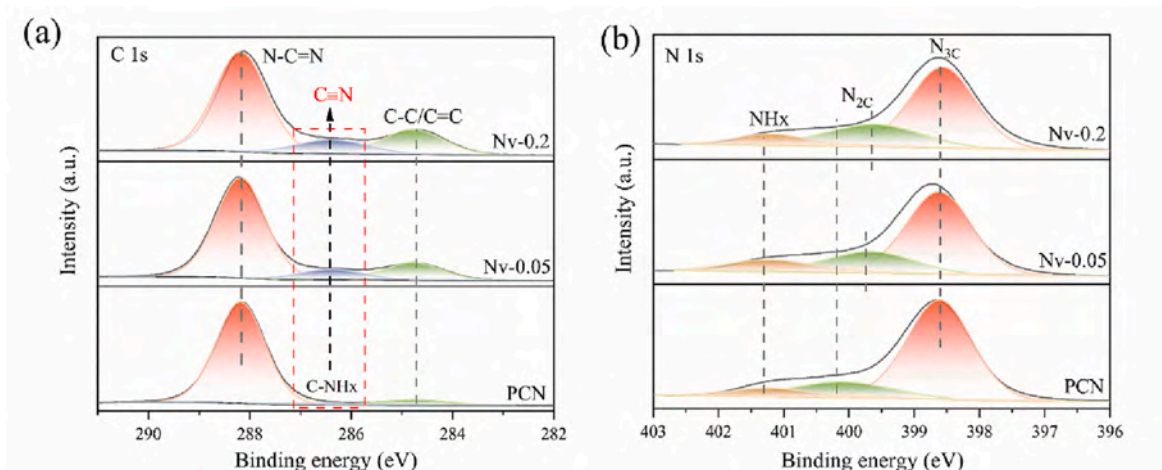 (a)
C 1s
N-C=N
C≡N
C-C/C=C
Nv-0.2
Nv-0.05
C-NHx
PCN
Intensity (a.u.)
290 288 286 284 282
Binding energy (eV)
(b)
N 1s
N3C
N2C
NHx
Nv-0.2
Nv-0.05
PCN
Intensity (a.u.)
403 402 401 400 399 398 397 396
Binding energy (eV)